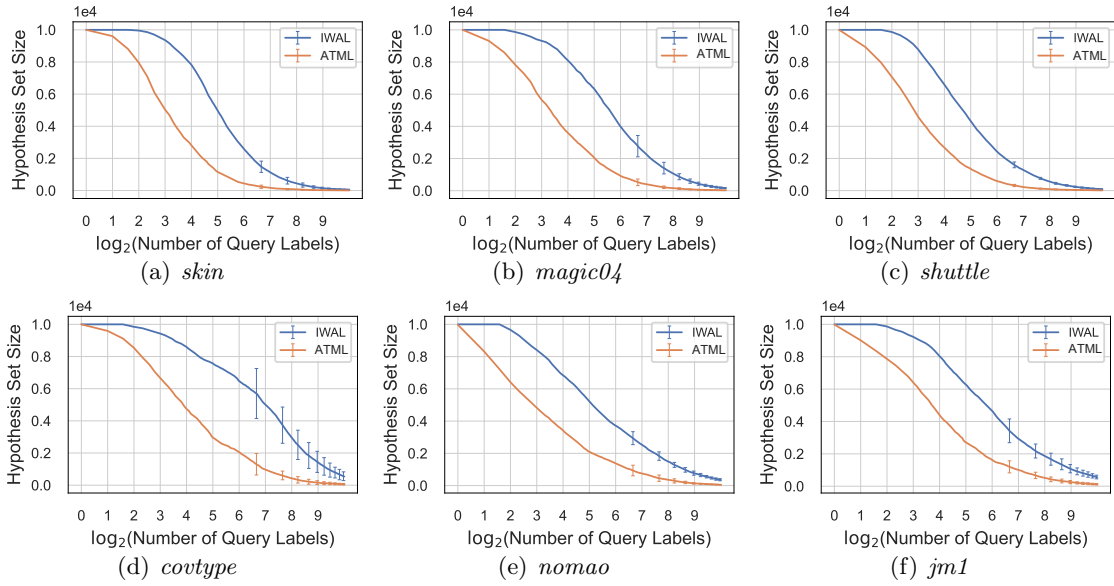 1e4
Hypothesis Set Size
1.0
0.8
0.6
0.4
0.2
0.0
IWAL
ATML
0 1 2 3 4 5 6 7 8 9
log₂(Number of Query Labels)
(a) skin
1e4
Hypothesis Set Size
1.0
0.8
0.6
0.4
0.2
0.0
IWAL
ATML
0 1 2 3 4 5 6 7 8 9
log₂(Number of Query Labels)
(b) magic04
1e4
Hypothesis Set Size
1.0
0.8
0.6
0.4
0.2
0.0
IWAL
ATML
0 1 2 3 4 5 6 7 8 9
log₂(Number of Query Labels)
(c) shuttle
1e4
Hypothesis Set Size
1.0
0.8
0.6
0.4
0.2
0.0
IWAL
ATML
0 1 2 3 4 5 6 7 8 9
log₂(Number of Query Labels)
(d) covtype
1e4
Hypothesis Set Size
1.0
0.8
0.6
0.4
0.2
0.0
IWAL
ATML
0 1 2 3 4 5 6 7 8 9
log₂(Number of Query Labels)
(e) nomao
1e4
Hypothesis Set Size
1.0
0.8
0.6
0.4
0.2
0.0
IWAL
ATML
0 1 2 3 4 5 6 7 8 9
log₂(Number of Query Labels)
(f) jm1